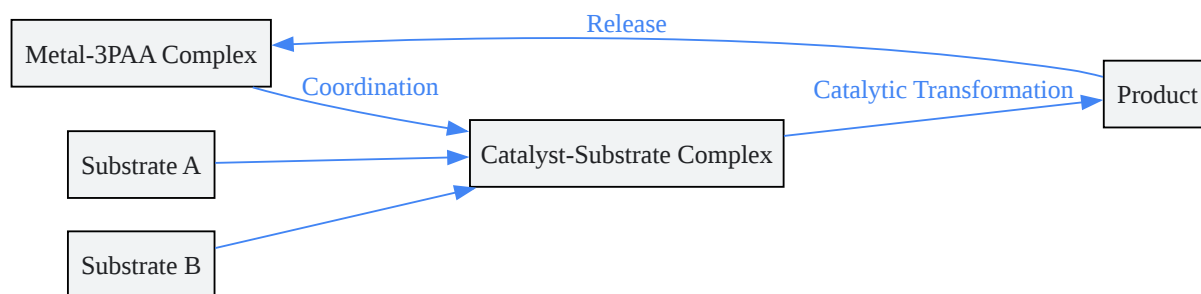 Release
Metal-3PAA Complex
Coordination
Catalytic Transformation
Product
Substrate A
Catalyst-Substrate Complex
Substrate B